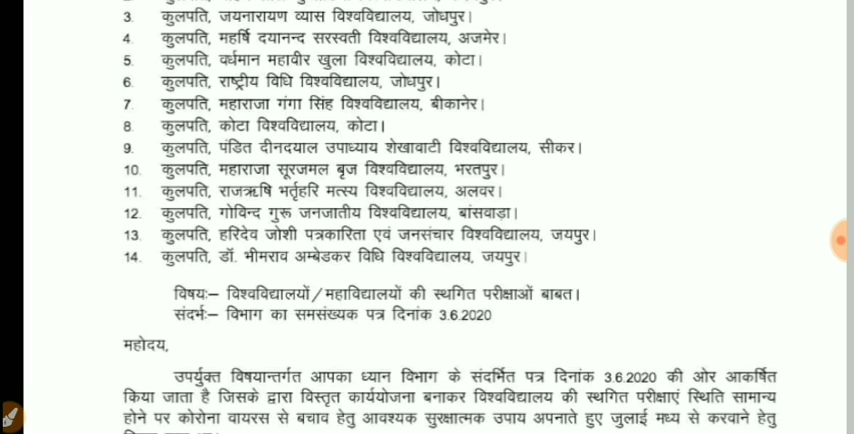 3. कुलपति, जयनारायण व्यास विश्वविद्यालय, जोधपुर।
4. कुलपति, महर्षि दयानन्द सरस्वती विश्वविद्यालय, अजमेर।
5. कुलपति, वर्धमान महावीर खुला विश्वविद्यालय, कोटा।
6. कुलपति, राष्ट्रीय विधि विश्वविद्यालय, जोधपुर।
7. कुलपति, महाराजा गंगा सिंह विश्वविद्यालय, बीकानेर।
8. कुलपति, कोटा विश्वविद्यालय, कोटा।
9. कुलपति, पंडित दीनदयाल उपाध्याय शेखावाटी विश्वविद्यालय, सीकर।
10. कुलपति, महाराजा सूरजमल बृज विश्वविद्यालय, भरतपुर।
11. कुलपति, राजऋषि भर्तृहरि मत्स्य विश्वविद्यालय, अलवर।
12. कुलपति, गोविन्द गुरू जनजातीय विश्वविद्यालय, बांसवाड़ा।
13. कुलपति, हरिदेव जोशी पत्रकारिता एवं जनसंचार विश्वविद्यालय, जयपुर।
14. कुलपति, डॉ. भीमराव अम्बेडकर विधि विश्वविद्यालय, जयपुर।
विषयः– विश्वविद्यालयों/महाविद्यालयों की स्थगित परीक्षाओं बाबत।
संदर्भः– विभाग का समसंख्यक पत्र दिनांक 3.6.2020
महोदय,
उपर्युक्त विषयान्तर्गत आपका ध्यान विभाग के संदर्भित पत्र दिनांक 3.6.2020 की ओर आकर्षित
किया जाता है जिसके द्वारा विस्तृत कार्ययोजना बनाकर विश्वविद्यालय की स्थगित परीक्षाएं स्थिति सामान्य
होने पर कोरोना वायरस से बचाव हेतु आवश्यक सुरक्षात्मक उपाय अपनाते हुए जुलाई मध्य से करवाने हेतु